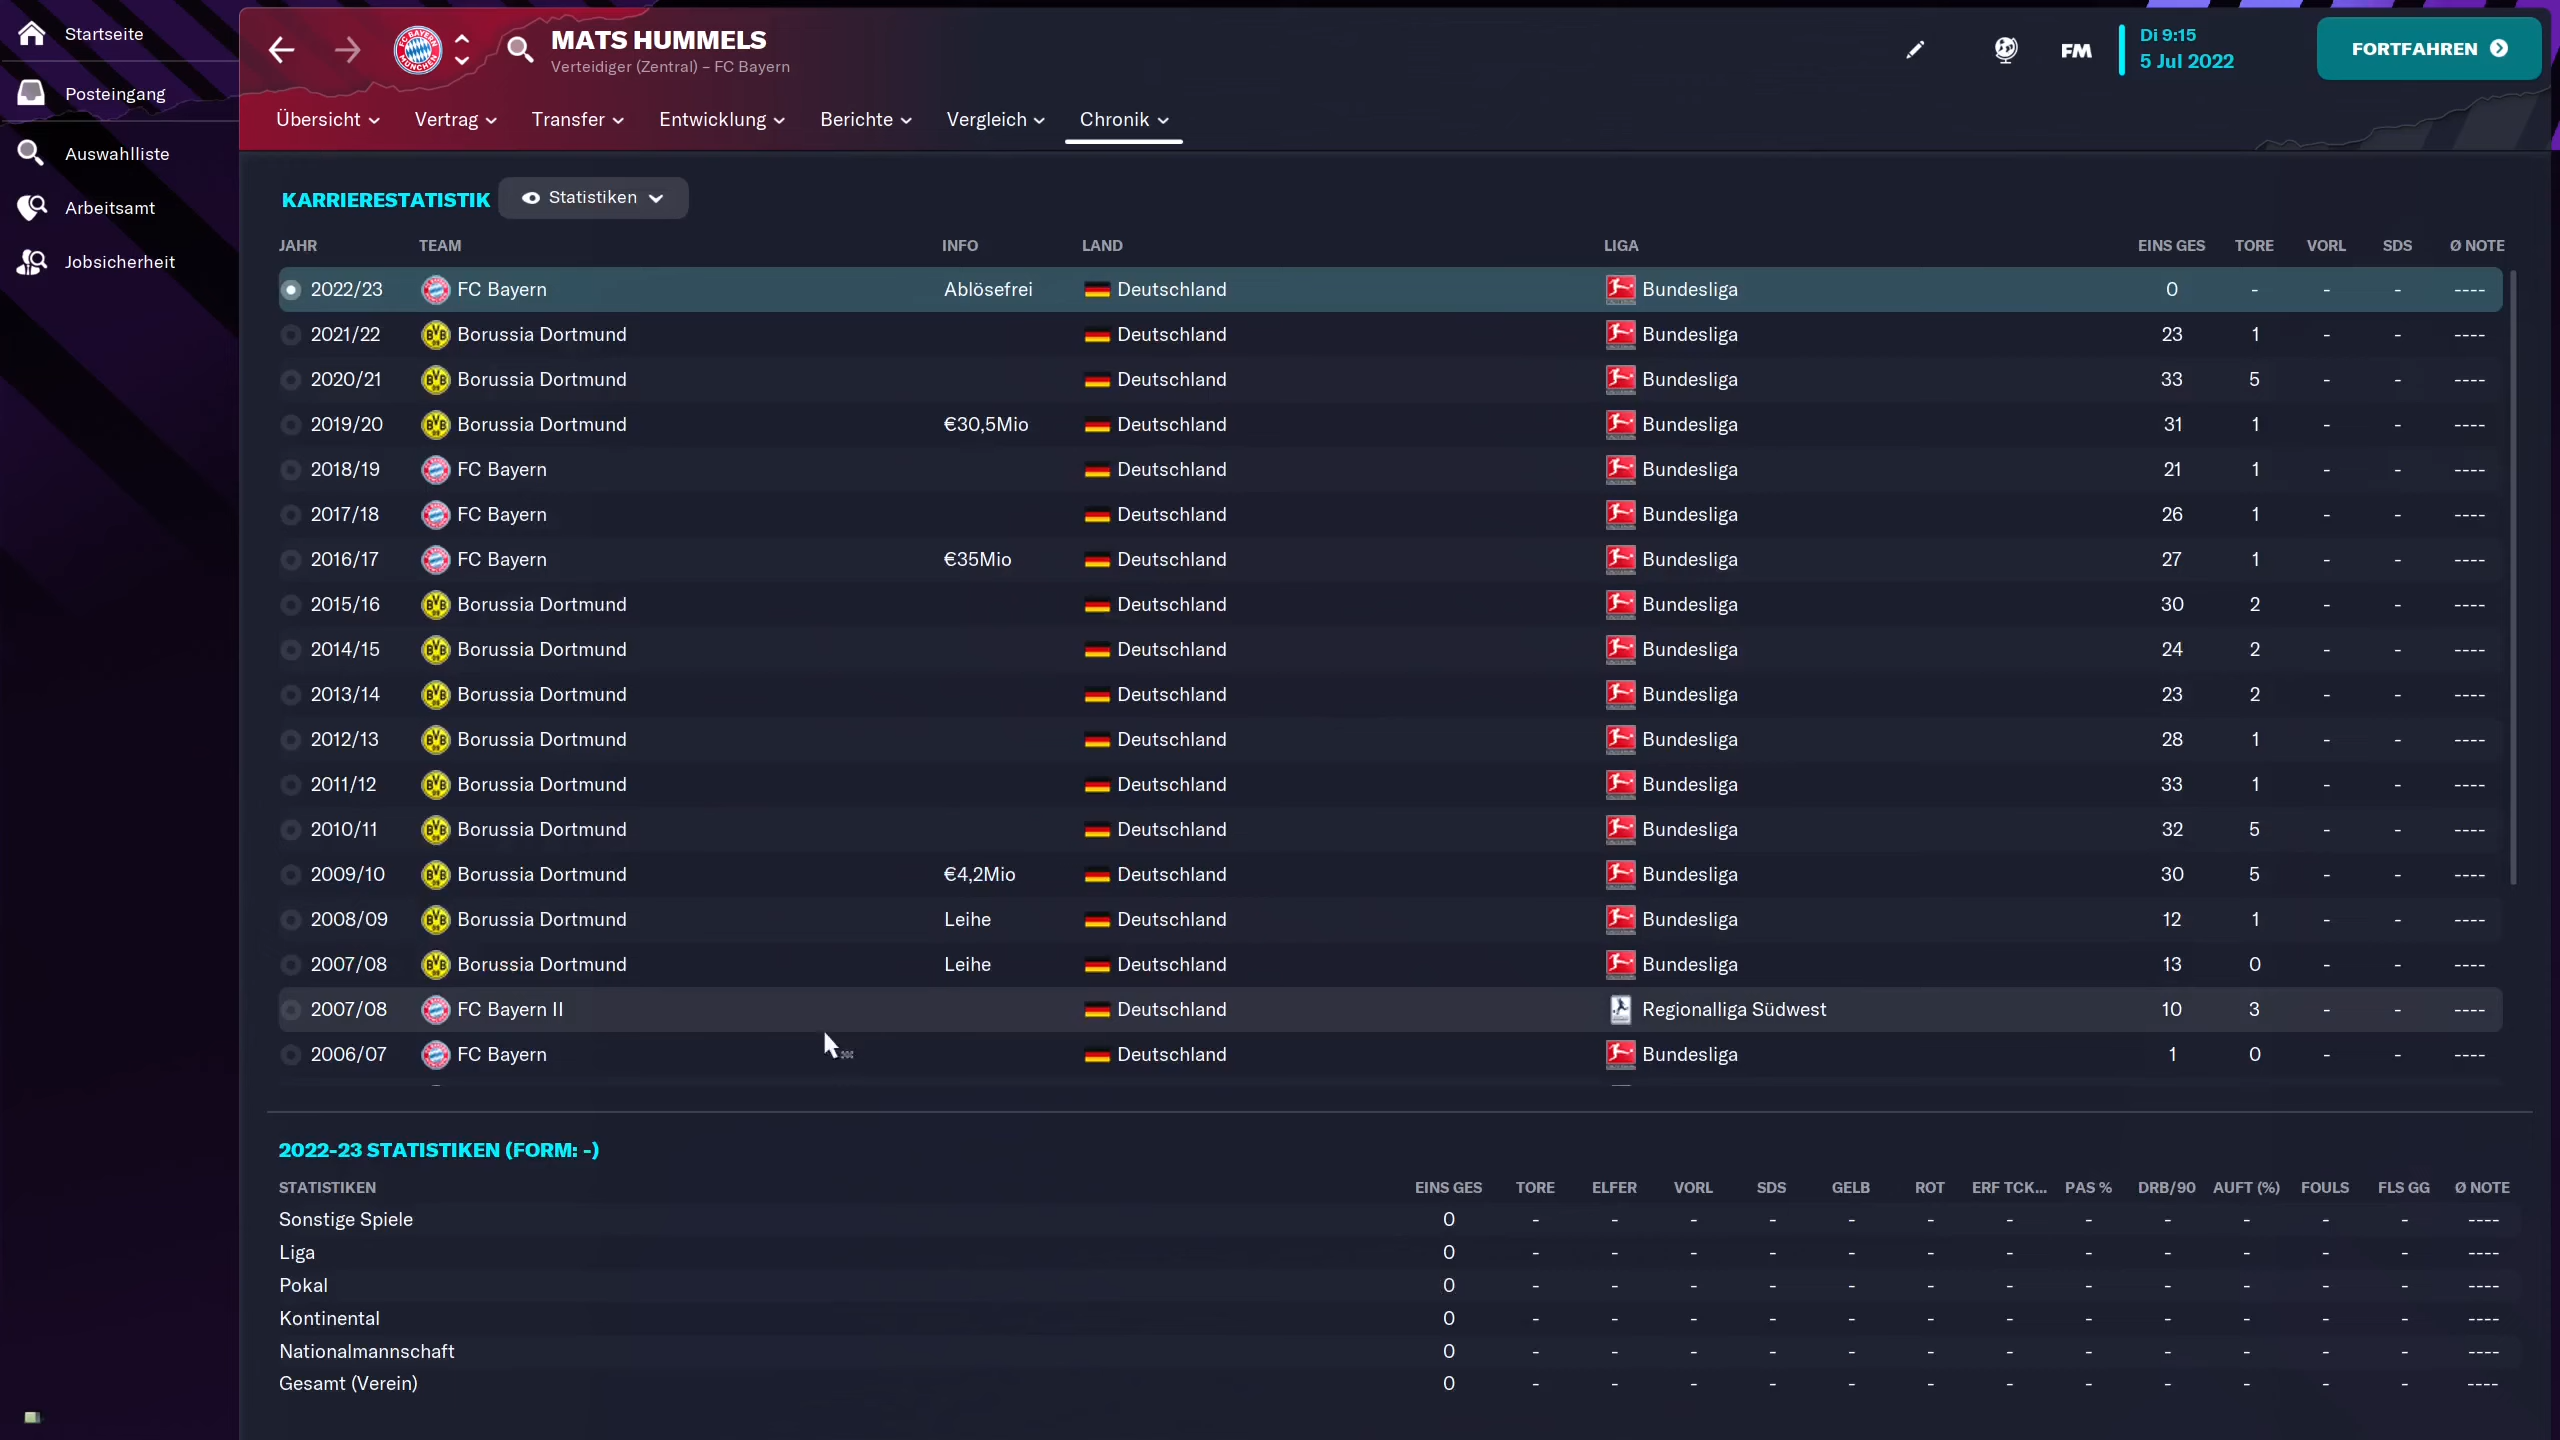 Startseite
Posteingang
Auswahlliste
Arbeitsamt
Jobsicherheit
MATS HUMMELS
Verteidiger (Zentral) – FC Bayern
FM
Di 9:15
5 Jul 2022
FORTFAHREN
Übersicht Vertrag Transfer Entwicklung Berichte Vergleich Chronik
KARRIERESTATISTIK Statistiken
JAHR TEAM INFO LAND LIGA EINS GES TORE VORL SDS Ø NOTE
2022/23 FC Bayern Ablösefrei Deutschland Bundesliga 0 - - - ----
2021/22 Borussia Dortmund Deutschland Bundesliga 23 1 - - ----
2020/21 Borussia Dortmund Deutschland Bundesliga 33 5 - - ----
2019/20 Borussia Dortmund €30,5Mio Deutschland Bundesliga 31 1 - - ----
2018/19 FC Bayern Deutschland Bundesliga 21 1 - - ----
2017/18 FC Bayern Deutschland Bundesliga 26 1 - - ----
2016/17 FC Bayern €35Mio Deutschland Bundesliga 27 1 - - ----
2015/16 Borussia Dortmund Deutschland Bundesliga 30 2 - - ----
2014/15 Borussia Dortmund Deutschland Bundesliga 24 2 - - ----
2013/14 Borussia Dortmund Deutschland Bundesliga 23 2 - - ----
2012/13 Borussia Dortmund Deutschland Bundesliga 28 1 - - ----
2011/12 Borussia Dortmund Deutschland Bundesliga 33 1 - - ----
2010/11 Borussia Dortmund Deutschland Bundesliga 32 5 - - ----
2009/10 Borussia Dortmund €4,2Mio Deutschland Bundesliga 30 5 - - ----
2008/09 Borussia Dortmund Leihe Deutschland Bundesliga 12 1 - - ----
2007/08 Borussia Dortmund Leihe Deutschland Bundesliga 13 0 - - ----
2007/08 FC Bayern II Deutschland Regionalliga Südwest 10 3 - - ----
2006/07 FC Bayern Deutschland Bundesliga 1 0 - - ----
2022-23 STATISTIKEN (FORM: -)
STATISTIKEN EINS GES TORE ELFER VORL SDS GELB ROT ERF TCK... PAS % DRB/90 AUFT (%) FOULS FLS GG Ø NOTE
Sonstige Spiele 0 - - - - - - - - - - - - ----
Liga 0 - - - - - - - - - - - - ----
Pokal 0 - - - - - - - - - - - - ----
Kontinental 0 - - - - - - - - - - - - ----
Nationalmannschaft 0 - - - - - - - - - - - - ----
Gesamt (Verein) 0 - - - - - - - - - - - - ----